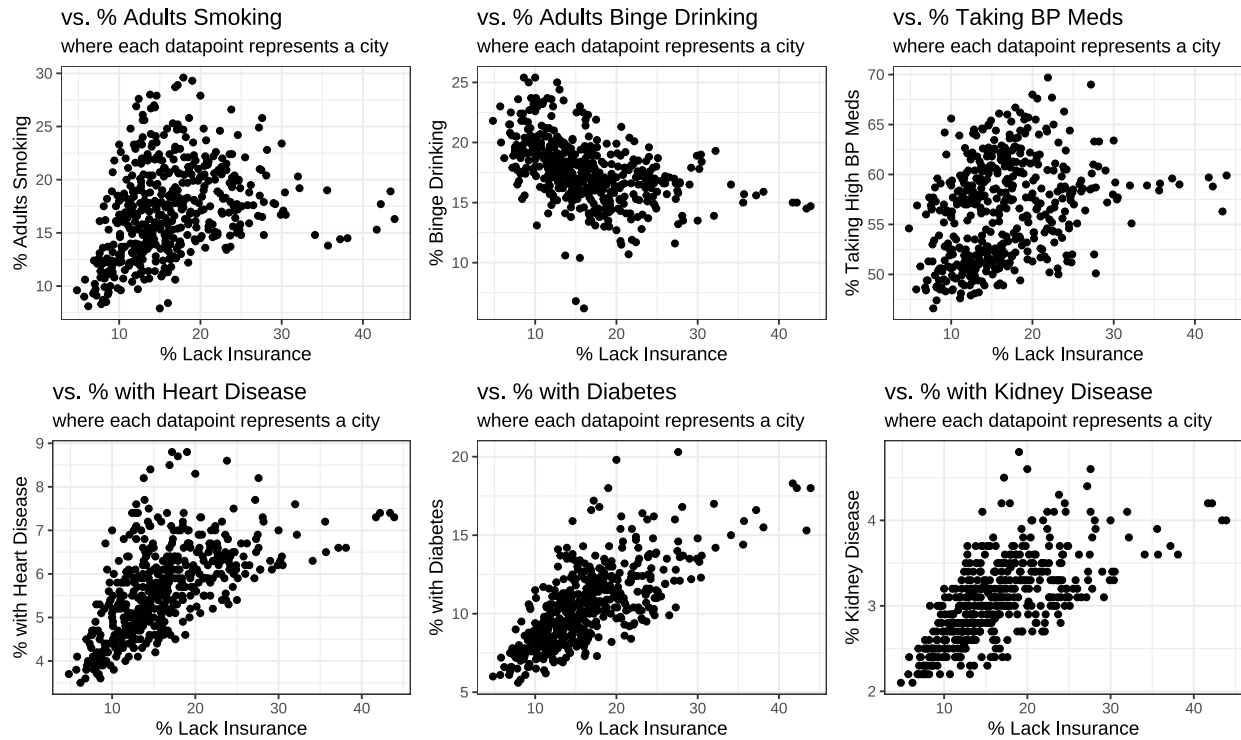 vs. % Adults Smoking
where each datapoint represents a city
30
25
20
15
10
% Adults Smoking
10 20 30 40
% Lack Insurance
vs. % Adults Binge Drinking
where each datapoint represents a city
25
20
15
10
% Binge Drinking
10 20 30 40
% Lack Insurance
vs. % Taking BP Meds
where each datapoint represents a city
70
65
60
55
50
% Taking High BP Meds
10 20 30 40
% Lack Insurance
vs. % with Heart Disease
where each datapoint represents a city
9
8
7
6
5
4
% with Heart Disease
10 20 30 40
% Lack Insurance
vs. % with Diabetes
where each datapoint represents a city
20
15
10
5
% with Diabetes
10 20 30 40
% Lack Insurance
vs. % with Kidney Disease
where each datapoint represents a city
4
3
2
% Kidney Disease
10 20 30 40
% Lack Insurance